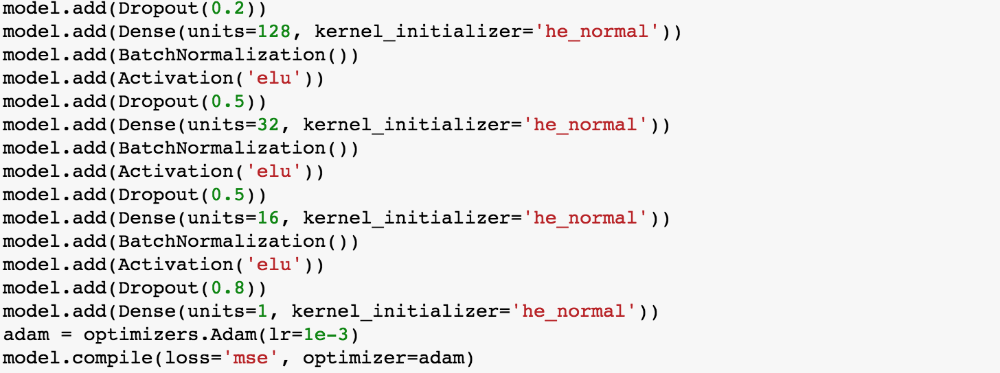 model.add(Dropout(0.2))
model.add(Dense(units=128, kernel_initializer='he_normal'))
model.add(BatchNormalization())
model.add(Activation('elu'))
model.add(Dropout(0.5))
model.add(Dense(units=32, kernel_initializer='he_normal'))
model.add(BatchNormalization())
model.add(Activation('elu'))
model.add(Dropout(0.5))
model.add(Dense(units=16, kernel_initializer='he_normal'))
model.add(BatchNormalization())
model.add(Activation('elu'))
model.add(Dropout(0.8))
model.add(Dense(units=1, kernel_initializer='he_normal'))
adam = optimizers.Adam(lr=1e-3)
model.compile(loss='mse', optimizer=adam)